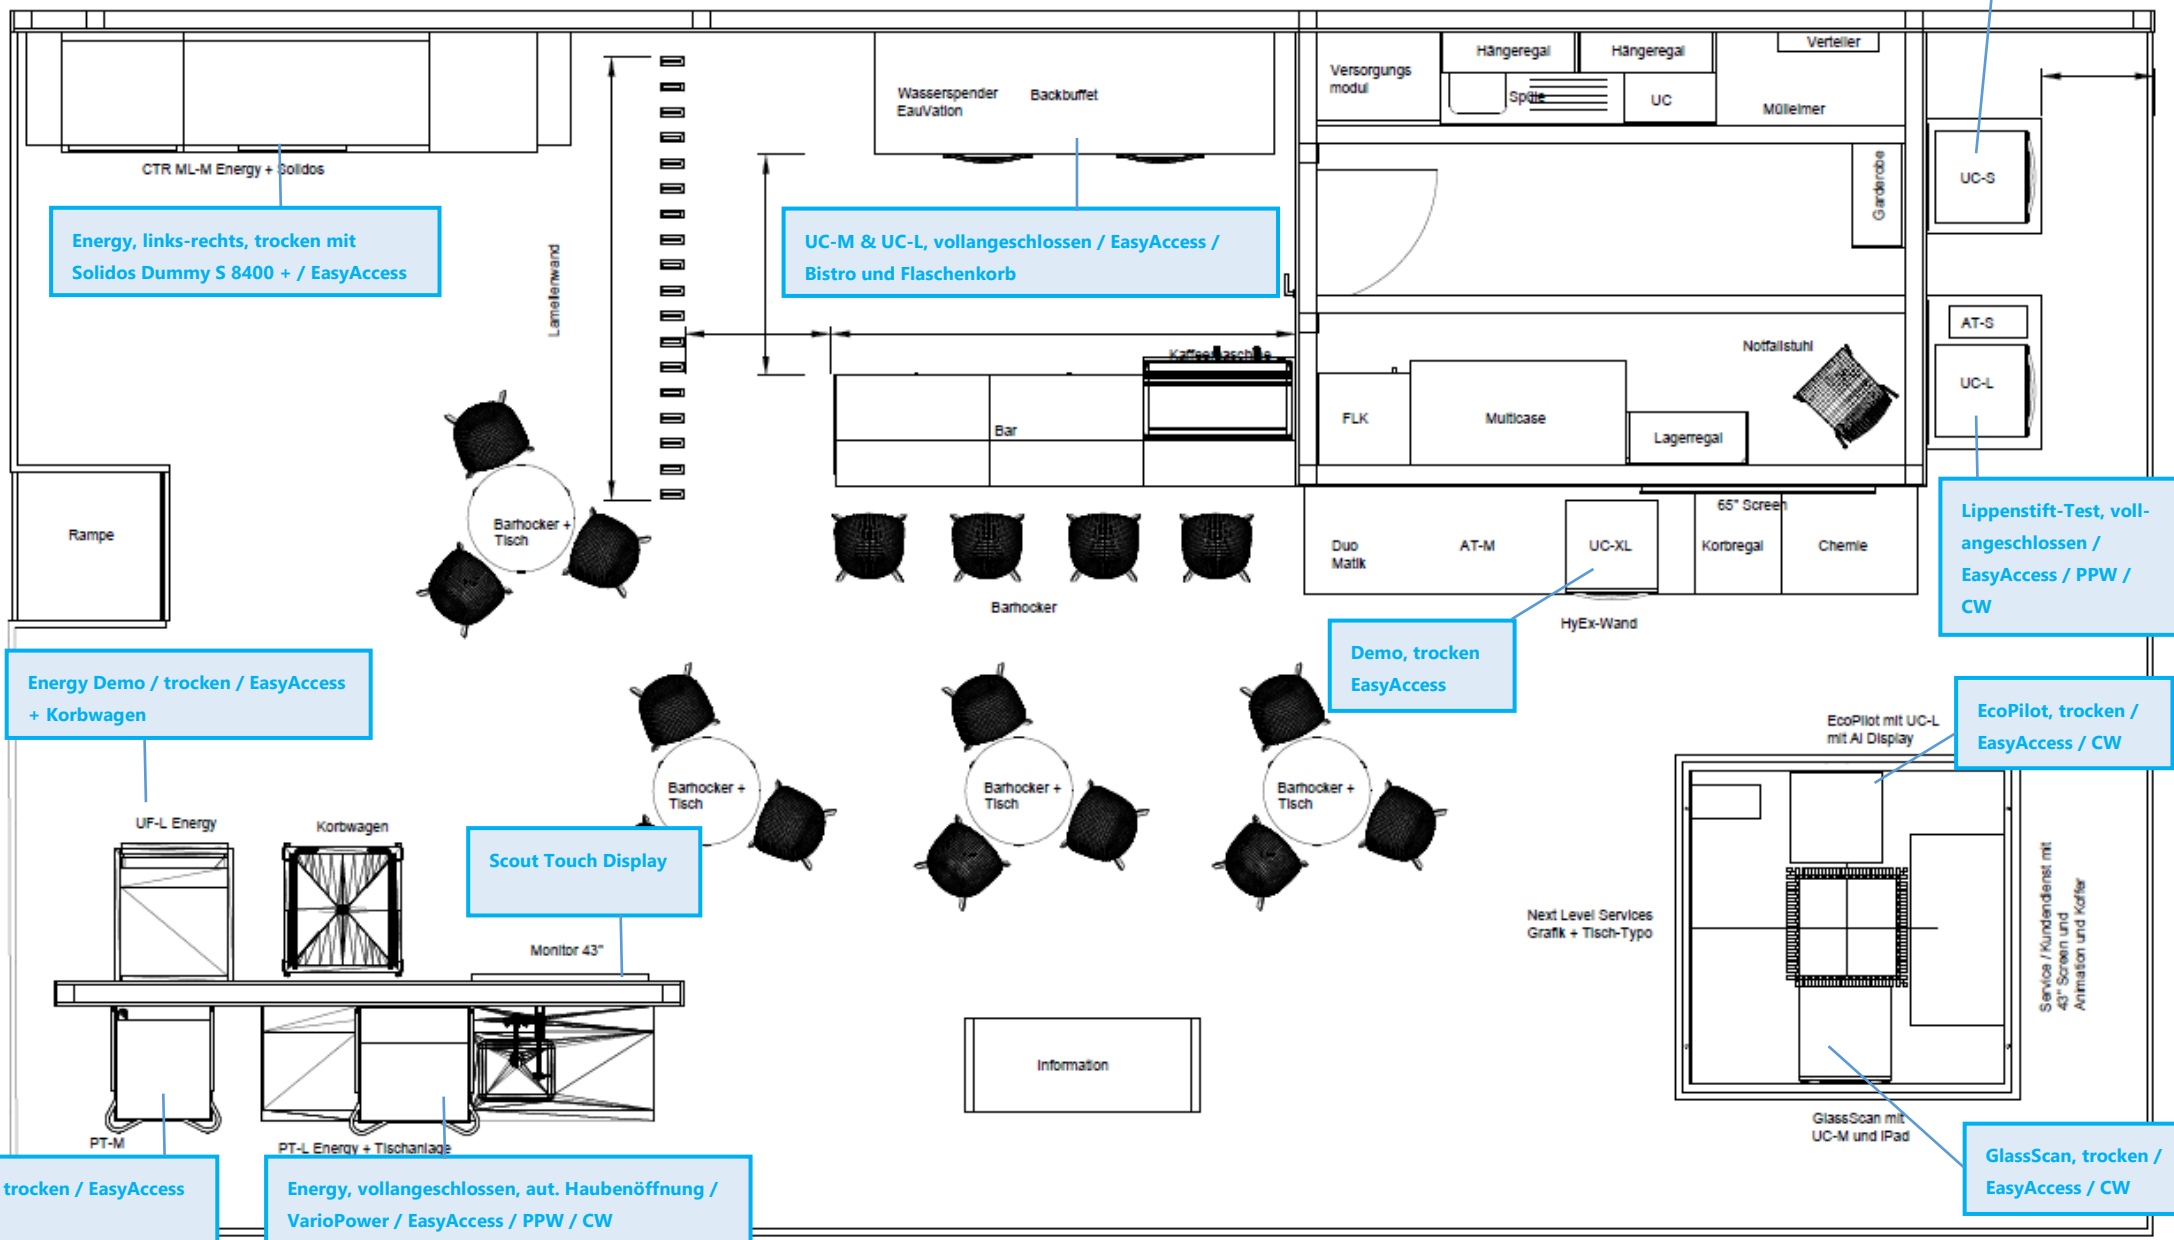 Hängeregal
Hängeregal
Verteiler
Versorgungs
modul
Spüle
UC
Mülleimer
Wasserspender
EauVation
Backbuffet
CTR ML-M Energy + Solidos
Garderobe
UC-S
Energy, links-rechts, trocken mit
Solidos Dummy S 8400 + / EasyAccess
UC-M & UC-L, vollangeschlossen / EasyAccess /
Bistro und Flaschenkorb
Lamellenwand
AT-S
Kaffeemaschine
Notfallstuhl
UC-L
FLK
Multicase
Lagerregal
Bar
Rampe
Barhocker +
Tisch
65" Screen
Duo
Matik
AT-M
UC-XL
Korbregal
Chemie
Lippenstift-Test, voll-
angeschlossen /
EasyAccess / PPW /
CW
Barhocker
HyEx-Wand
Demo, trocken
EasyAccess
Energy Demo / trocken / EasyAccess
+ Korbwagen
EcoPilot mit UC-L
mit AI Display
EcoPilot, trocken /
EasyAccess / CW
Barhocker +
Tisch
Barhocker +
Tisch
Barhocker +
Tisch
UF-L Energy
Korbwagen
Scout Touch Display
Monitor 43"
Next Level Services
Grafik + Tisch-Typo
Service / Kundendienst mit
43" Screen und
Animation und Koffer
Information
PT-M
PT-L Energy + Tischanlage
GlassScan mit
UC-M und iPad
trocken / EasyAccess
Energy, vollangeschlossen, aut. Haubenöffnung /
VarioPower / EasyAccess / PPW / CW
GlassScan, trocken /
EasyAccess / CW